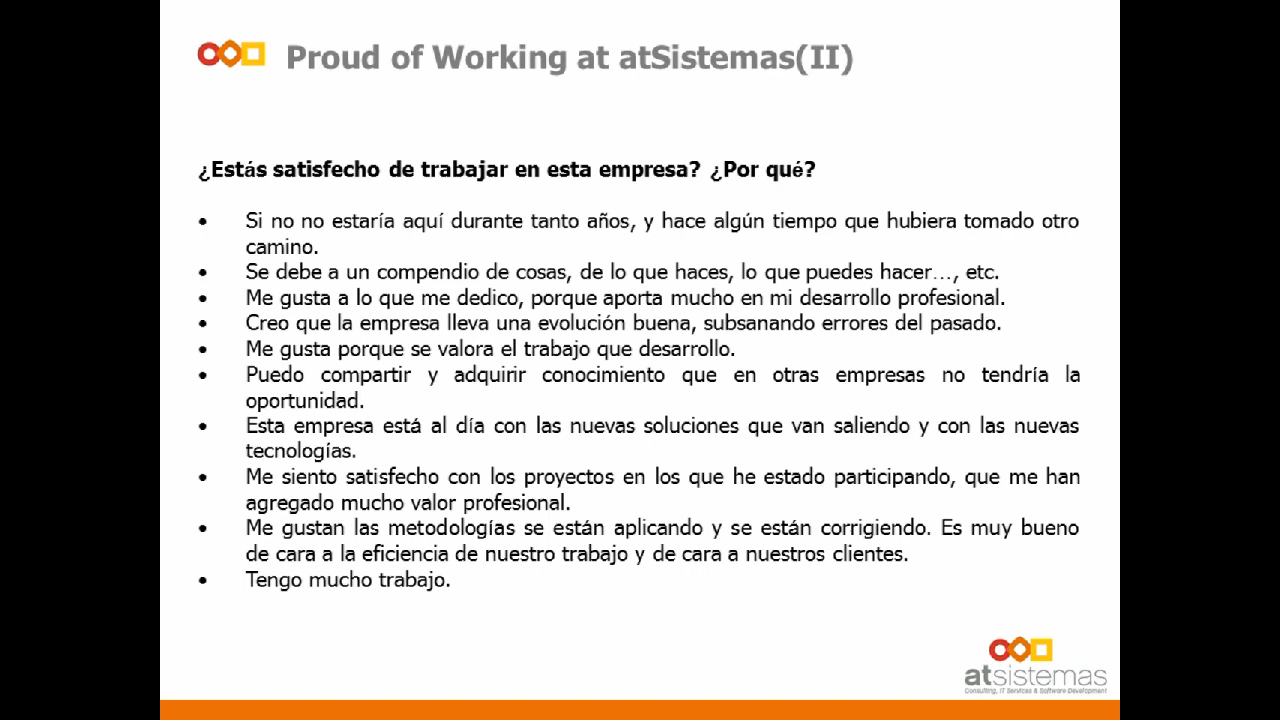 Proud of Working at atSistemas(II)
¿Estás satisfecho de trabajar en esta empresa? ¿Por qué?
• Si no no estaría aquí durante tanto años, y hace algún tiempo que hubiera tomado otro
camino.
• Se debe a un compendio de cosas, de lo que haces, lo que puedes hacer…, etc.
• Me gusta a lo que me dedico, porque aporta mucho en mi desarrollo profesional.
• Creo que la empresa lleva una evolución buena, subsanando errores del pasado.
• Me gusta porque se valora el trabajo que desarrollo.
• Puedo compartir y adquirir conocimiento que en otras empresas no tendría la
oportunidad.
• Esta empresa está al día con las nuevas soluciones que van saliendo y con las nuevas
tecnologías.
• Me siento satisfecho con los proyectos en los que he estado participando, que me han
agregado mucho valor profesional.
• Me gustan las metodologías se están aplicando y se están corrigiendo. Es muy bueno
de cara a la eficiencia de nuestro trabajo y de cara a nuestros clientes.
• Tengo mucho trabajo.
atsistemas
Consulting, IT Services & Software Development